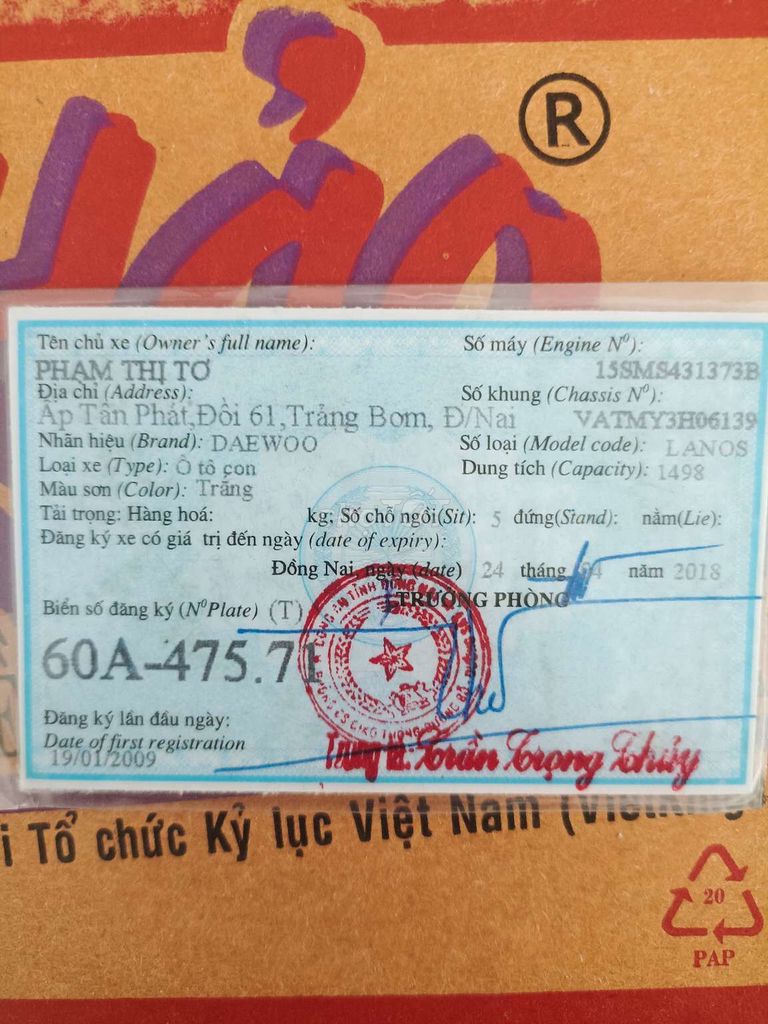 ảo ®
Tên chủ xe (Owner's full name):
PHẠM THỊ TƠ
Số máy (Engine Nº):
15SMS431373B
Địa chỉ (Address):
Ấp Tân Phát,Đồi 61,Trảng Bom, Đ/Nai
Số khung (Chassis Nº):
VATMY3H06139
Nhãn hiệu (Brand): DAEWOO
Số loại (Model code): LANOS
Loại xe (Type): Ô tô con
Dung tích (Capacity): 1498
Màu sơn (Color): Trắng
Tải trọng: Hàng hoá: kg; Số chỗ ngồi(Sit): 5 đứng(Stand): nằm(Lie):
Đăng ký xe có giá trị đến ngày (date of expiry):
Đồng Nai, ngày (date) 24 tháng 04 năm 2018
Biển số đăng ký (NºPlate) (T)
TRƯỞNG PHÒNG
60A-475.71
Đăng ký lần đầu ngày:
Date of first registration
19/01/2009
Trần Trọng Thủy
i Tổ chức Kỷ lục Việt Nam
20
PAP